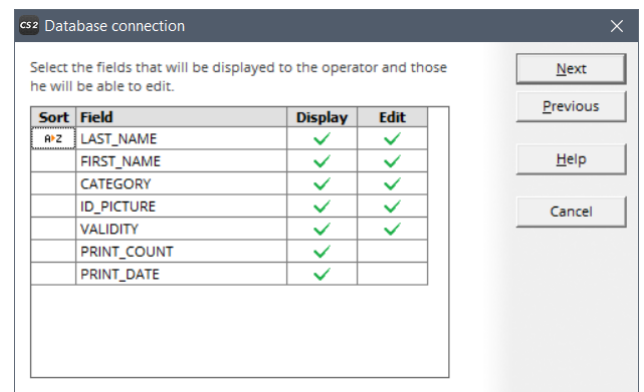 cs2 Database connection
Select the fields that will be displayed to the operator and those
he will be able to edit.
Sort Field Display Edit
A Z LAST_NAME
FIRST_NAME
CATEGORY
ID_PICTURE
VALIDITY
PRINT_COUNT
PRINT_DATE
Next
Previous
Help
Cancel